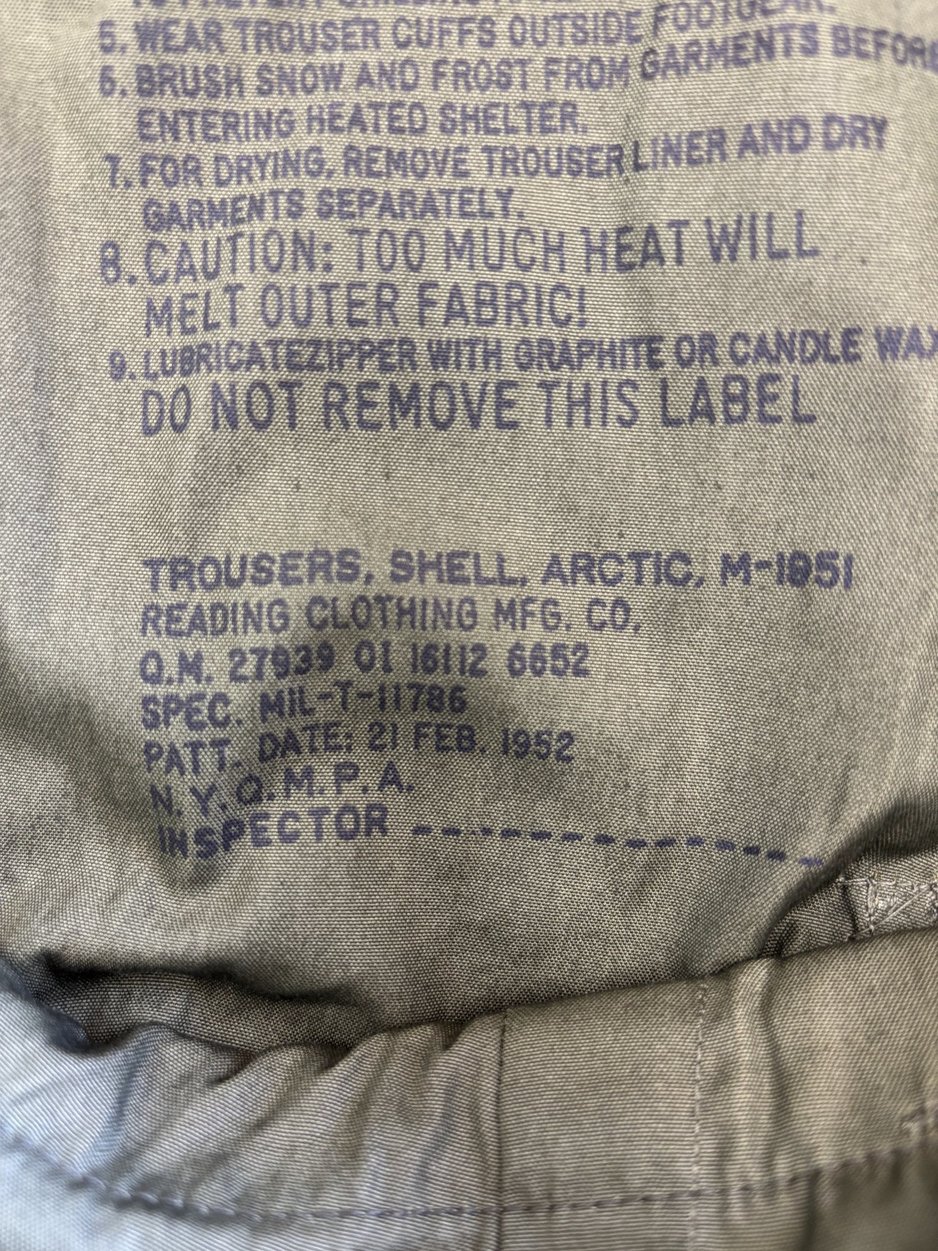 5. WEAR TROUSER CUFFS OUTSIDE FOOTGEAR.
6. BRUSH SNOW AND FROST FROM GARMENTS BEFORE
ENTERING HEATED SHELTER.
7. FOR DRYING, REMOVE TROUSER LINER AND DRY
GARMENTS SEPARATELY.
8. CAUTION: TOO MUCH HEAT WILL
MELT OUTER FABRIC!
9. LUBRICATEZIPPER WITH GRAPHITE OR CANDLE WAX
DO NOT REMOVE THIS LABEL
TROUSERS, SHELL, ARCTIC, M-1951
READING CLOTHING MFG. CO.
Q.M. 27939 OI 16112 6652
SPEC. MIL-T-11786
PATT. DATE: 21 FEB. 1952
N.Y.Q.M.P.A.
INSPECTOR ----------------